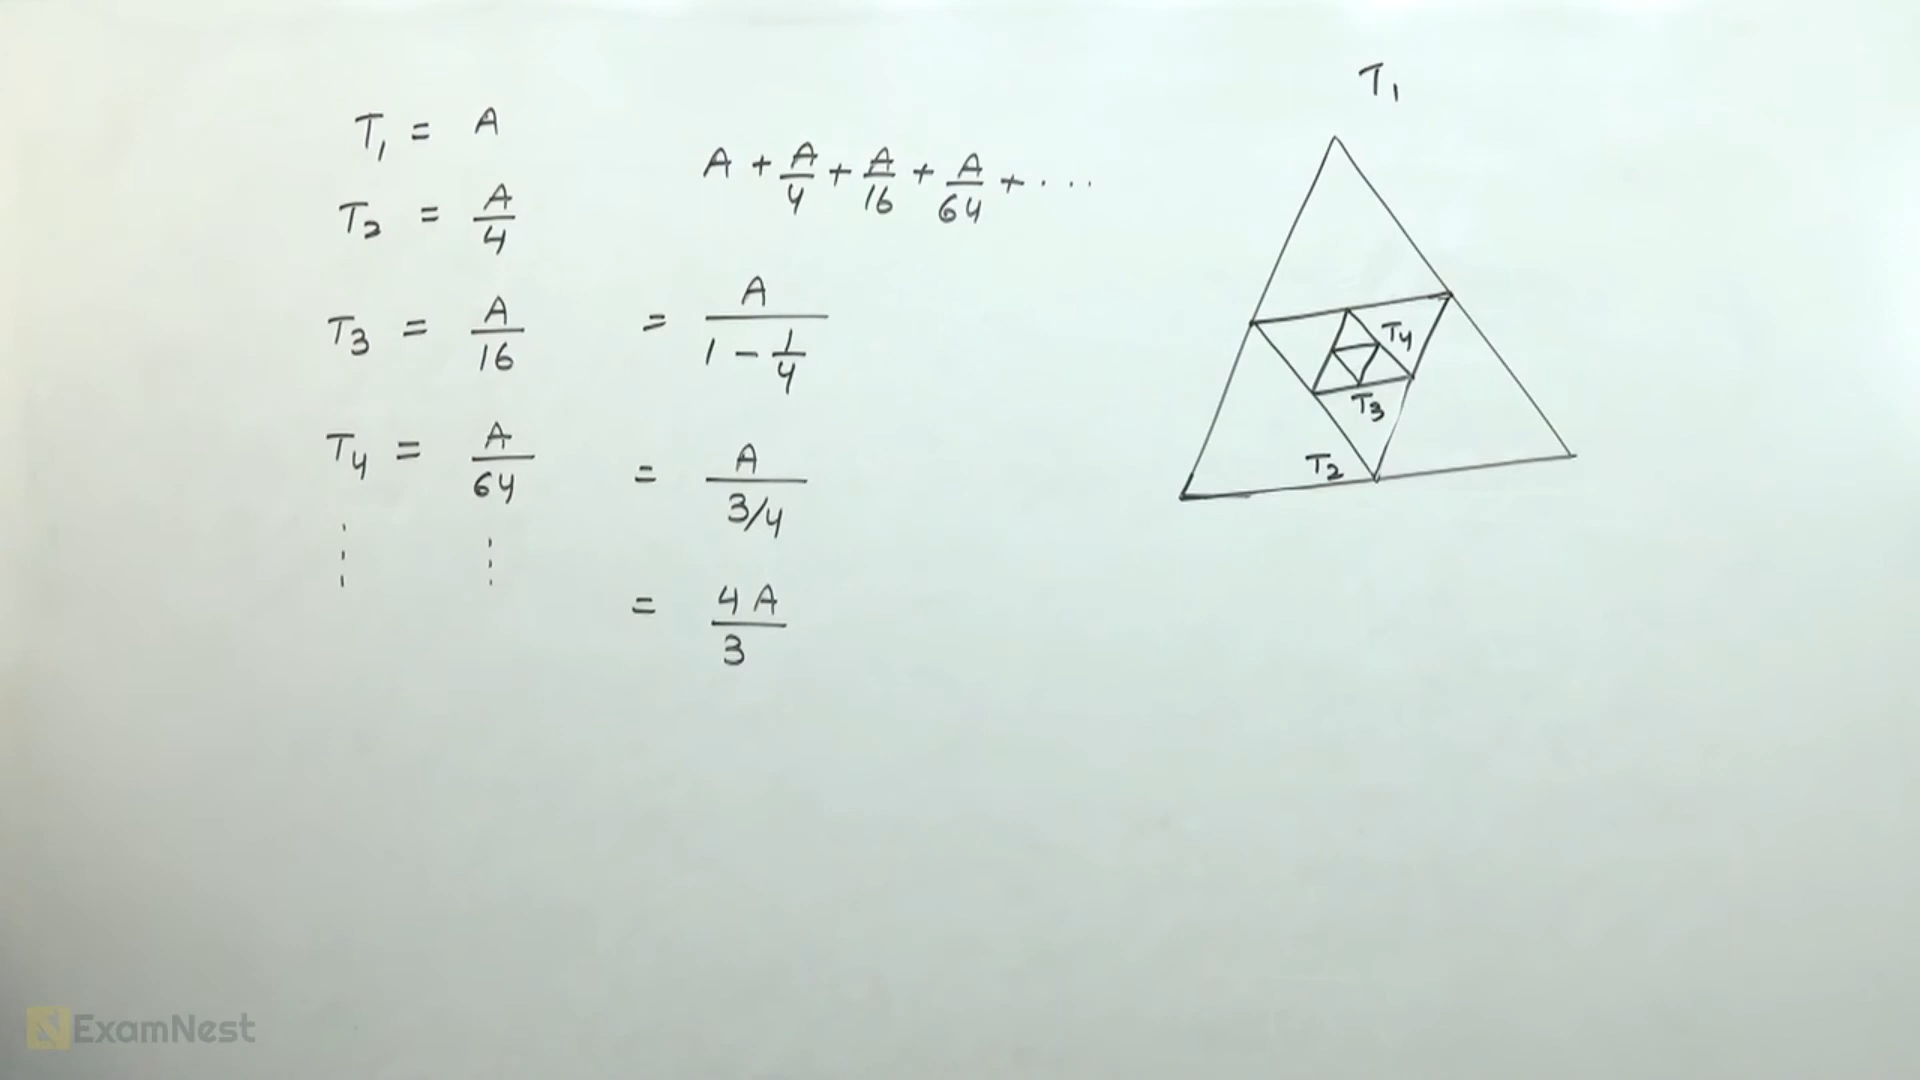 T1 = A
T2 = A/4
T3 = A/16
T4 = A/64
⋮ ⋮
A + A/4 + A/16 + A/64 + ...
= A/(1 - 1/4)
= A/(3/4)
= 4A/3
T1
T4
T3
T2
ExamNest